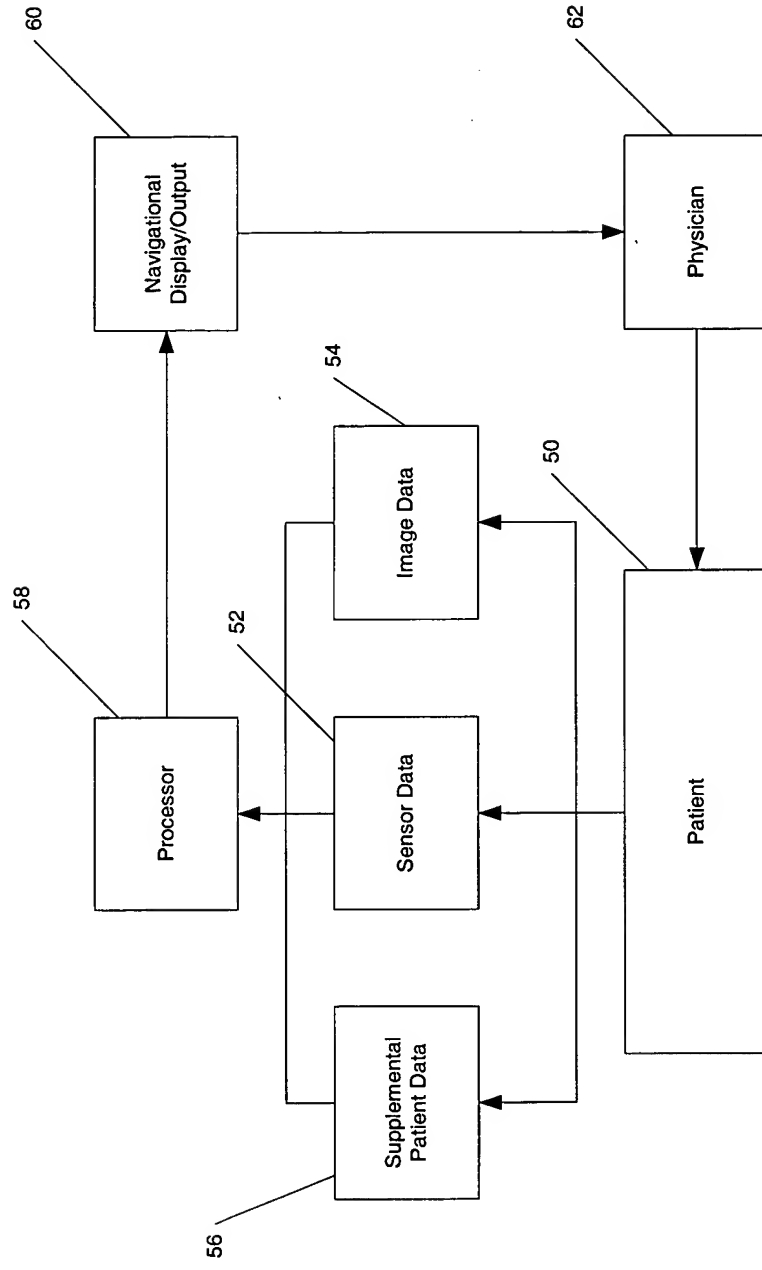 60
Navigational
Display/Output
62
Physician
58
Processor
54
Image Data
52
Sensor Data
50
Patient
56
Supplemental
Patient Data